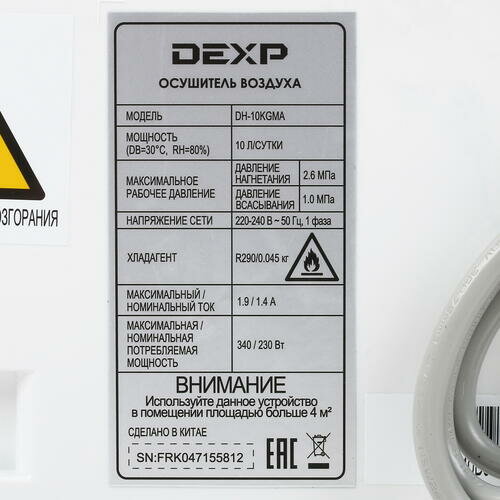 DEXP
ОСУШИТЕЛЬ ВОЗДУХА
МОДЕЛЬ DH-10KGMA
МОЩНОСТЬ
(DB=30°C, RH=80%) 10 Л/СУТКИ
МАКСИМАЛЬНОЕ
РАБОЧЕЕ ДАВЛЕНИЕ
ДАВЛЕНИЕ
НАГНЕТАНИЯ 2.6 МПа
ДАВЛЕНИЕ
ВСАСЫВАНИЯ 1.0 МПа
НАПРЯЖЕНИЕ СЕТИ 220-240 В ~ 50 Гц, 1 фаза
ХЛАДАГЕНТ R290/0.045 кг
МАКСИМАЛЬНЫЙ /
НОМИНАЛЬНЫЙ ТОК 1.9 / 1.4 А
МАКСИМАЛЬНАЯ /
НОМИНАЛЬНАЯ
ПОТРЕБЛЯЕМАЯ
МОЩНОСТЬ 340 / 230 Вт
ВНИМАНИЕ
Используйте данное устройство
в помещении площадью больше 4 м²
СДЕЛАНО В КИТАЕ
SN:FRK047155812
EAC
ОЗГОРАНИЯ